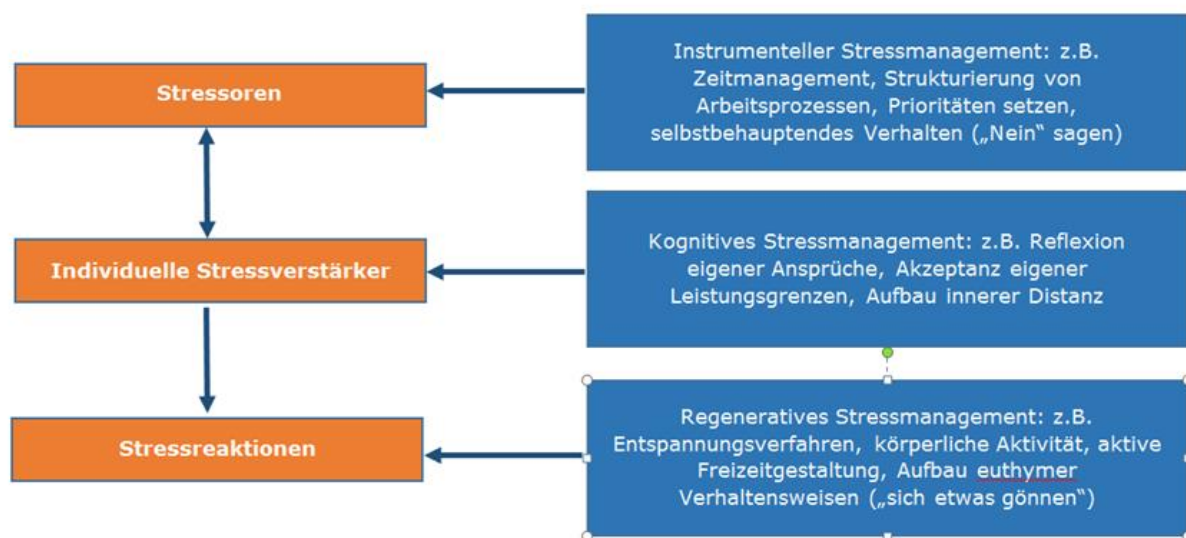 Stressoren
Instrumenteller Stressmanagement: z.B.
Zeitmanagement, Strukturierung von
Arbeitsprozessen, Prioritäten setzen,
selbstbehauptendes Verhalten („Nein“ sagen)
Individuelle Stressverstärker
Kognitives Stressmanagement: z.B. Reflexion
eigener Ansprüche, Akzeptanz eigener
Leistungsgrenzen, Aufbau innerer Distanz
Stressreaktionen
Regeneratives Stressmanagement: z.B.
Entspannungsverfahren, körperliche Aktivität, aktive
Freizeitgestaltung, Aufbau euthymer
Verhaltensweisen („sich etwas gönnen“)